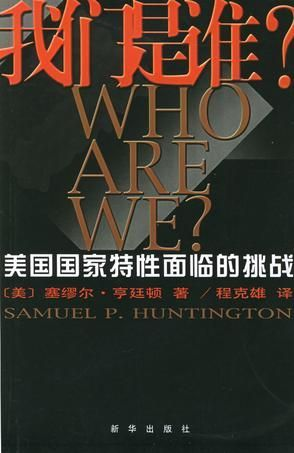 我们是谁？
WHO
ARE
WE?
美国国家特性面临的挑战
〔美〕塞缪尔·亨廷顿 著／程克雄 译
SAMUEL P. HUNTINGTON
新华出版社